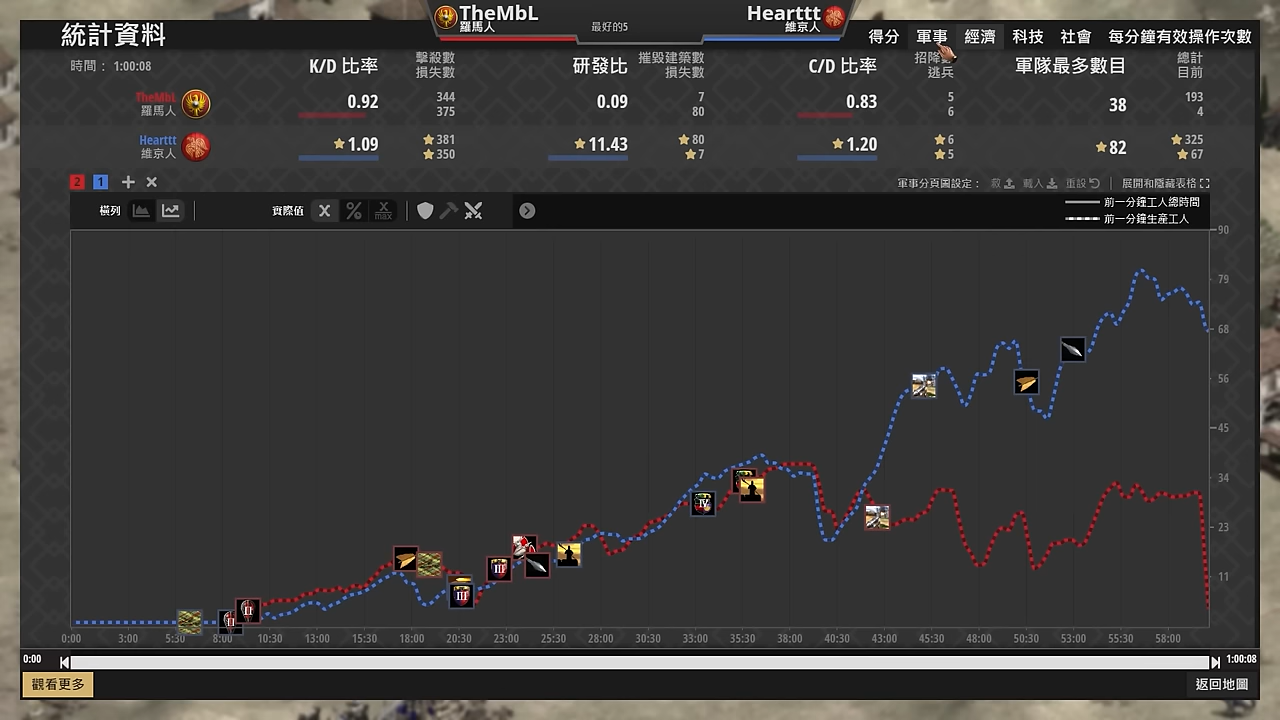 TheMbL
羅馬人
最好的5
Hearttt
維京人
統計資料
得分 軍事 經濟 科技 社會 每分鐘有效操作次數
時間： 1:00:08
K/D 比率
擊殺數
損失數
研發比
摧毀建築數
損失數
C/D 比率
招降數
逃兵
軍隊最多數目
總計
目前
TheMbL
羅馬人
0.92
344
375
0.09
7
80
0.83
5
6
38
193
4
Hearttt
維京人
1.09
381
350
11.43
80
7
1.20
6
5
82
325
67
2 1
軍事分頁圖設定：
載入
重設
展開和隱藏表格
橫列
實際值
X % X max
前一分鐘工人總時間
前一分鐘生產工人
90
79
68
56
45
34
23
11
II
II
III
III
IV
0:00 3:00 5:30 8:00 10:30 13:00 15:30 18:00 20:30 23:00 25:30 28:00 30:30 33:00 35:30 38:00 40:30 43:00 45:30 48:00 50:30 53:00 55:30 58:00
0:00
1:00:08
觀看更多
返回地圖